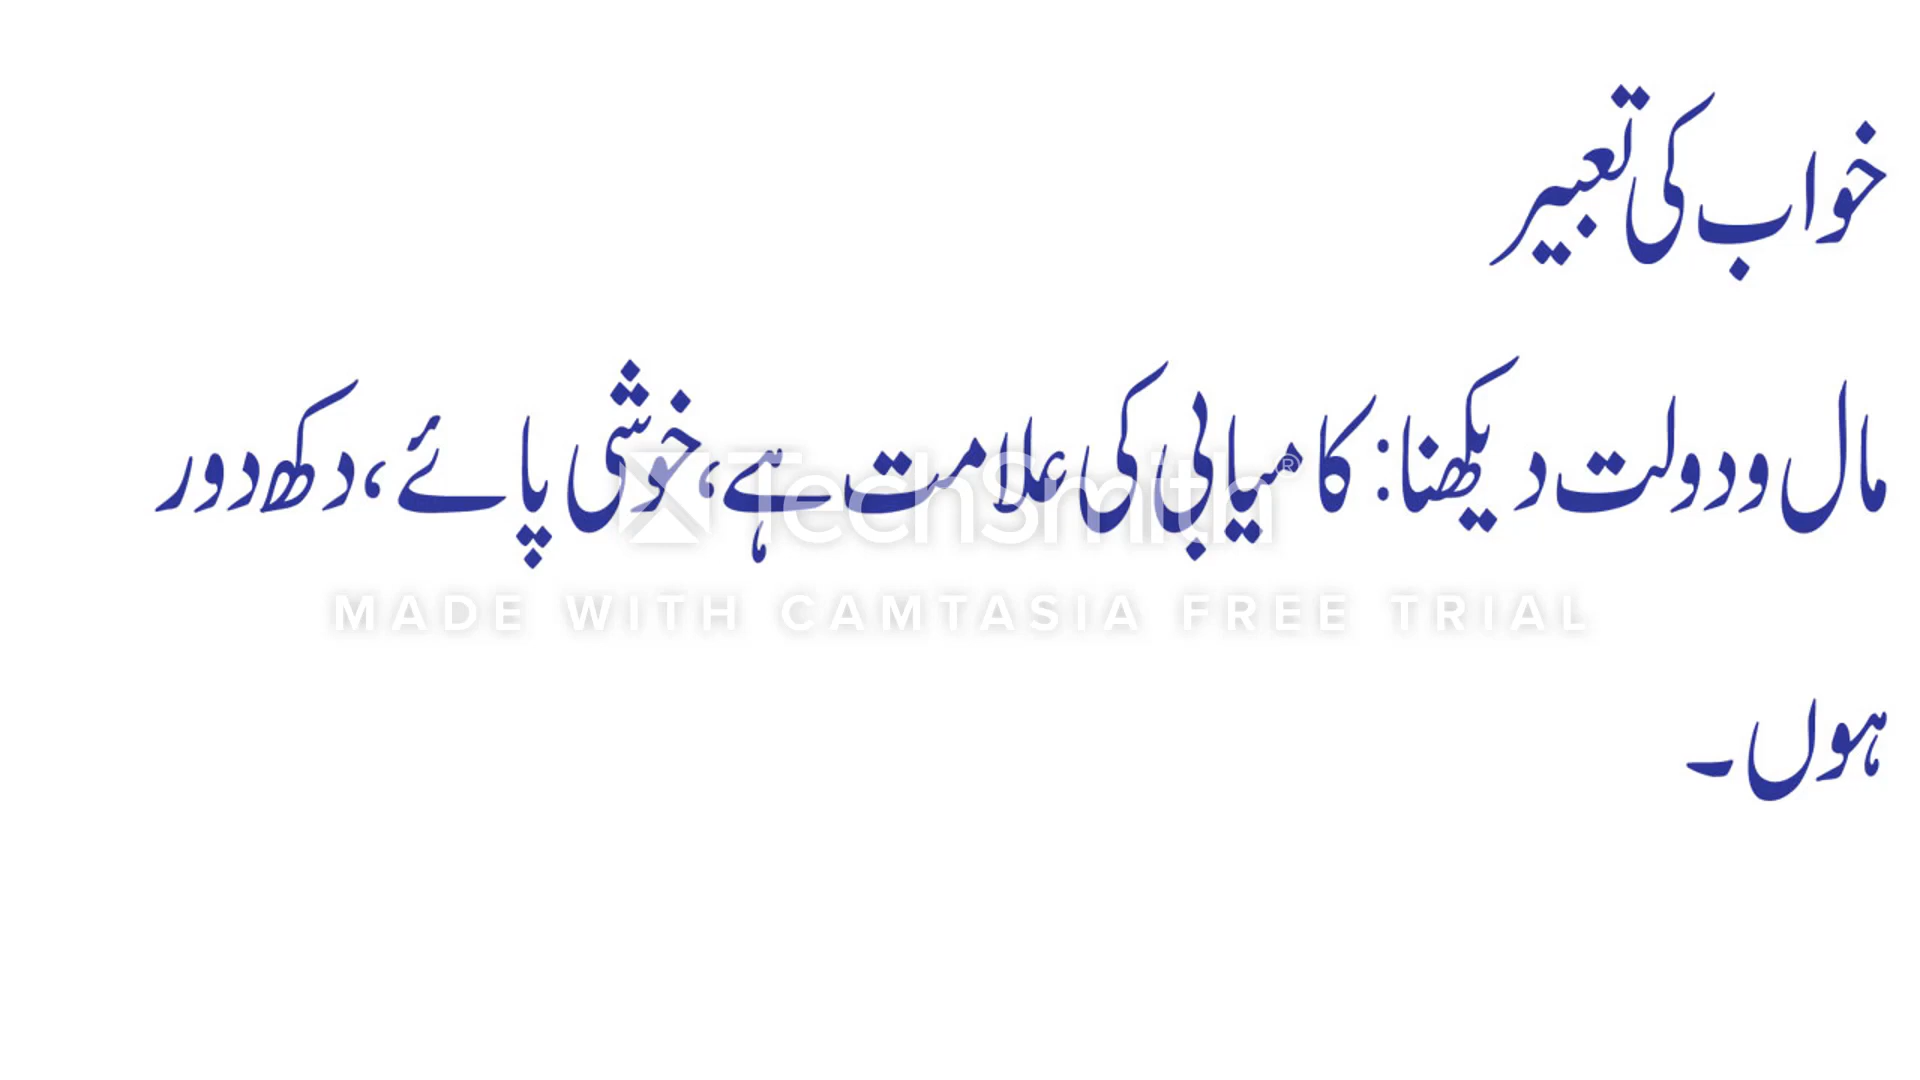 خواب کی تعبیر
مال ودولت دیکھنا: کامیابی کی علامت ہے، خوشی پائے، دکھ دور
TechSmith®
MADE WITH CAMTASIA FREE TRIAL
ہوں۔